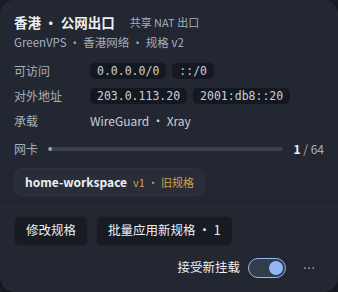 香港 · 公网出口 共享 NAT 出口
GreenVPS · 香港网络 · 规格 v2
可访问 0.0.0.0/0 ::/0
对外地址 203.0.113.20 2001:db8::20
承载 WireGuard · Xray
网卡 1 / 64
home-workspace v1 · 旧规格
修改规格 批量应用新规格 · 1
接受新挂载 ···